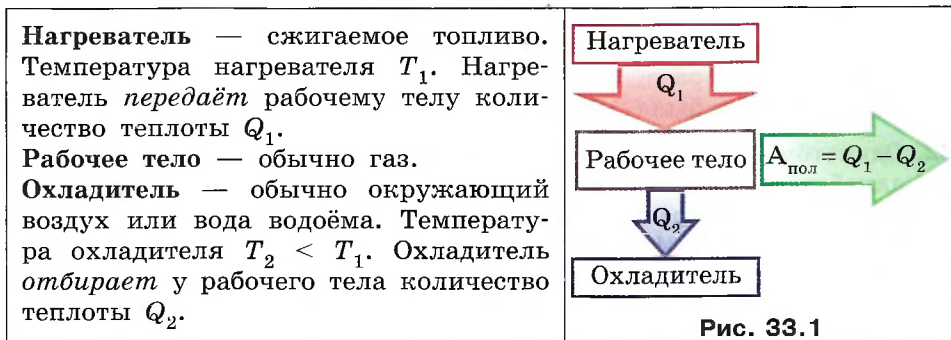 Нагреватель — сжигаемое топливо.
Температура нагревателя T₁. Нагре-
ватель передаёт рабочему телу коли-
чество теплоты Q₁.
Рабочее тело — обычно газ.
Охладитель — обычно окружающий
воздух или вода водоёма. Температу-
ра охладителя T₂ < T₁. Охладитель
отбирает у рабочего тела количество
теплоты Q₂.
Нагреватель
Q₁
Рабочее тело
Aпол = Q₁ − Q₂
Q₂
Охладитель
Рис. 33.1